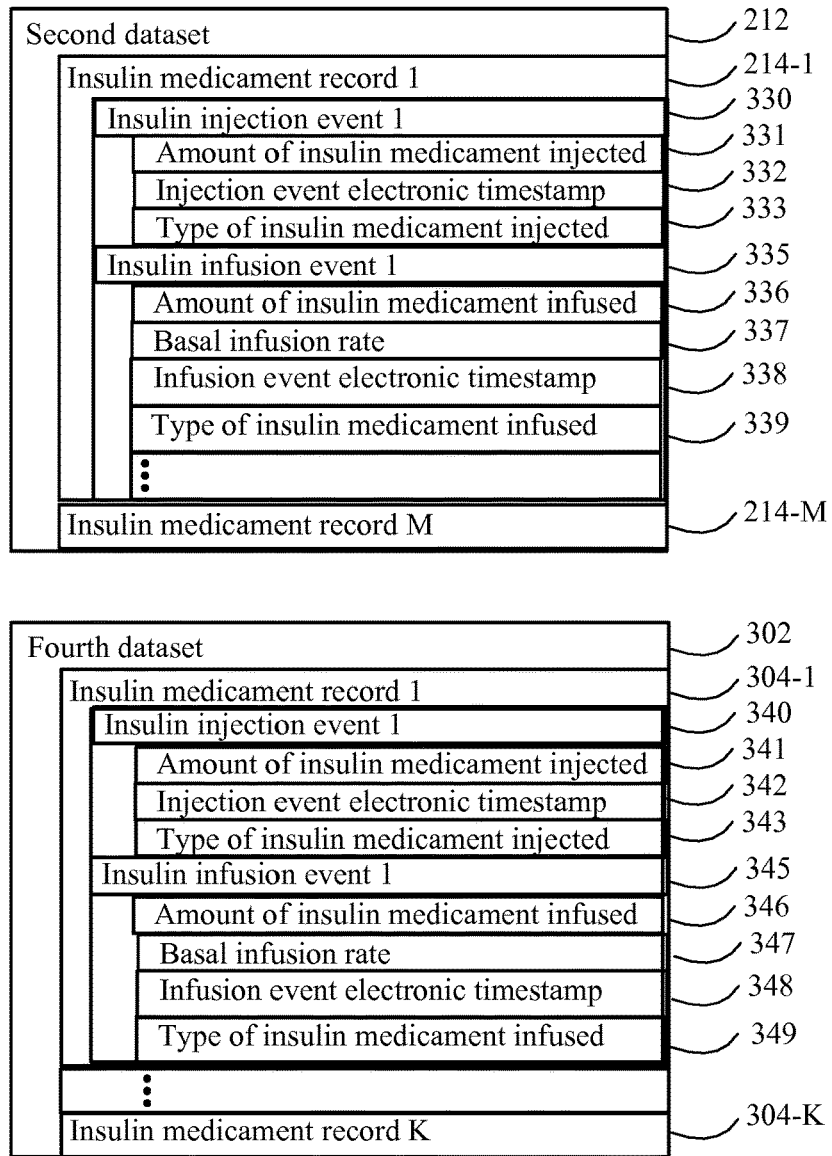 Second dataset 212
Insulin medicament record 1 214-1
Insulin injection event 1 330
Amount of insulin medicament injected 331
Injection event electronic timestamp 332
Type of insulin medicament injected 333
Insulin infusion event 1 335
Amount of insulin medicament infused 336
Basal infusion rate 337
Infusion event electronic timestamp 338
Type of insulin medicament infused 339
Insulin medicament record M 214-M
Fourth dataset 302
Insulin medicament record 1 304-1
Insulin injection event 1 340
Amount of insulin medicament injected 341
Injection event electronic timestamp 342
Type of insulin medicament injected 343
Insulin infusion event 1 345
Amount of insulin medicament infused 346
Basal infusion rate 347
Infusion event electronic timestamp 348
Type of insulin medicament infused 349
Insulin medicament record K 304-K